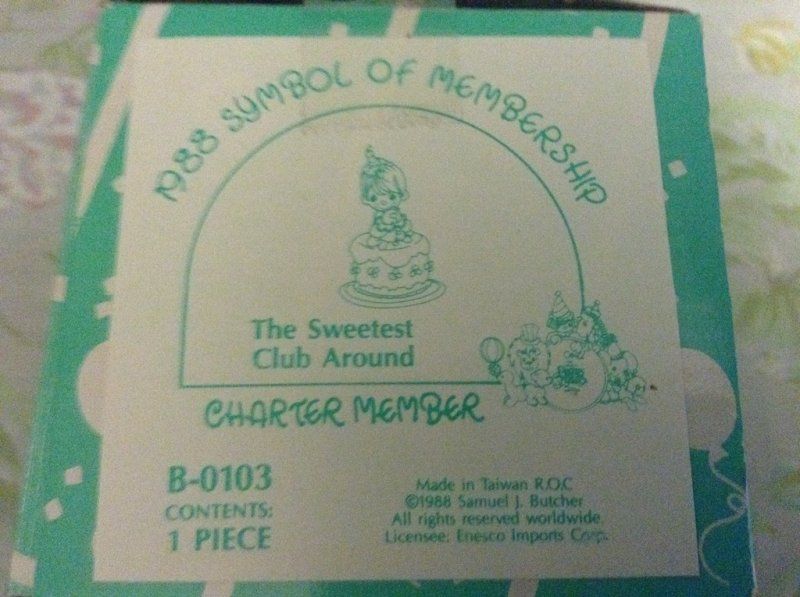 1988 SYMBOL OF MEMBERSHIP
The Sweetest
Club Around
CHARTER MEMBER
B-0103
CONTENTS:
1 PIECE
Made in Taiwan R.O.C
©1988 Samuel J. Butcher
All rights reserved worldwide.
Licensee: Enesco Imports Corp.